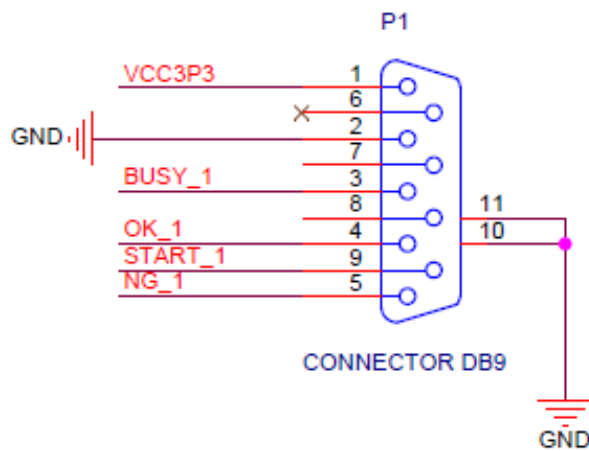 P1
VCC3P3 1
6
GND 2
7
BUSY_1 3
8 11
OK_1 4 10
START_1 9
NG_1 5
CONNECTOR DB9
GND